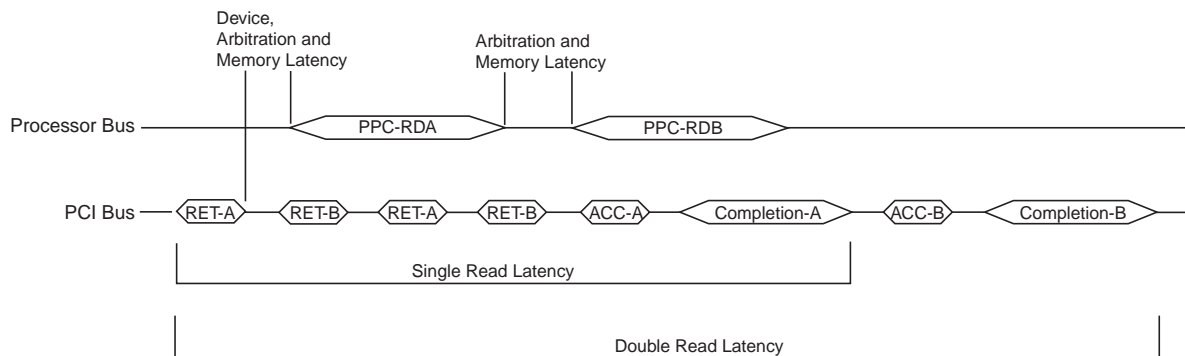 Device,
Arbitration and
Memory Latency
Arbitration and
Memory Latency
Processor Bus
PPC-RDA
PPC-RDB
PCI Bus
RET-A
RET-B
RET-A
RET-B
ACC-A
Completion-A
ACC-B
Completion-B
Single Read Latency
Double Read Latency